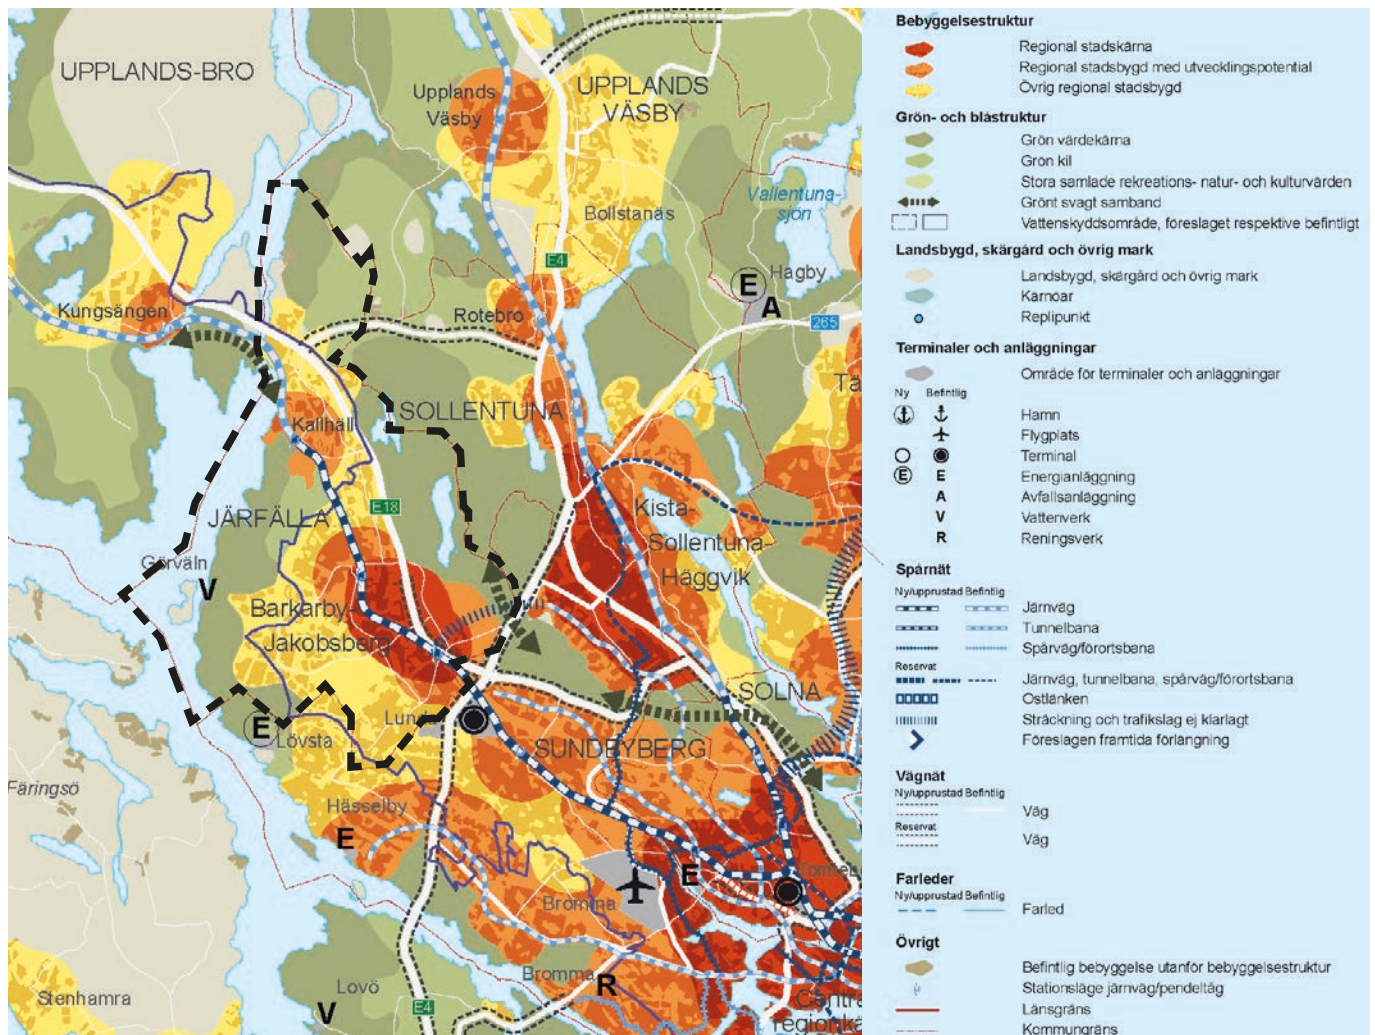 UPPLANDS-BRO
Upplands
Väsby
UPPLANDS
VÄSBY
Vallentuna-
sjön
Bollstanäs
E4
Hagby
E
A
265
Kungsängen
Rotebro
Tä
SOLLENTUNA
Kallhäll
E18
JÄRFÄLLA
Kista-
Sollentuna-
Häggvik
Görväln
V
Barkarby-
Jakobsberg
SOLNA
Lunda
E
Lövsta
SUNDBYBERG
Färingsö
Hässelby
E
E
Bromma
Bromma
R
Lovö
V
E4
Stenhamra
Centra
regionkä
Bebyggelsestruktur
Regional stadskärna
Regional stadsbygd med utvecklingspotential
Övrig regional stadsbygd
Grön- och blåstruktur
Grön värdekärna
Grön kil
Stora samlade rekreations- natur- och kulturvärden
Grönt svagt samband
Vattenskyddsområde, föreslaget respektive befintligt
Landsbygd, skärgård och övrig mark
Landsbygd, skärgård och övrig mark
Kärnöar
Replipunkt
Terminaler och anläggningar
Område för terminaler och anläggningar
Ny Befintlig
Hamn
Flygplats
Terminal
E E Energianläggning
A Avfallsanläggning
V Vattenverk
R Reningsverk
Spårnät
Ny/upprustad Befintlig
Järnväg
Tunnelbana
Spårväg/förortsbana
Reservat
Järnväg, tunnelbana, spårväg/förortsbana
Ostlänken
Sträckning och trafikslag ej klarlagt
Föreslagen framtida förlängning
Vägnät
Ny/upprustad Befintlig
Väg
Reservat
Väg
Farleder
Ny/upprustad Befintlig
Farled
Övrigt
Befintlig bebyggelse utanför bebyggelsestruktur
Stationsläge järnväg/pendeltåg
Länsgräns
Kommungräns